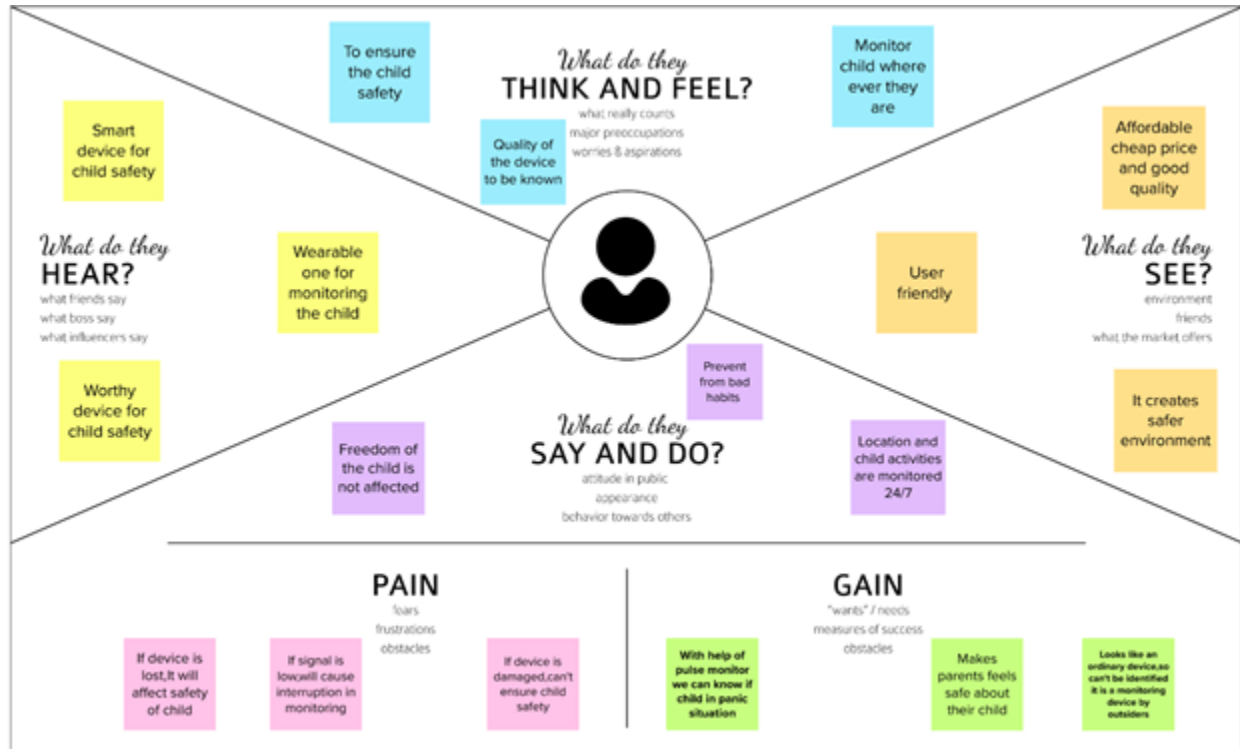 What do they
THINK AND FEEL?
what really counts
major preoccupations
worries & aspirations
To ensure
the child
safety
Quality of
the device
to be known
Monitor
child where
ever they
are
What do they
HEAR?
what friends say
what boss say
what influencers say
Smart
device for
child safety
Wearable
one for
monitoring
the child
Worthy
device for
child safety
What do they
SEE?
environment
friends
what the market offers
Affordable
cheap price
and good
quality
User
friendly
It creates
safer
environment
What do they
SAY AND DO?
attitude in public
appearance
behavior towards others
Freedom of
the child is
not affected
Prevent
from bad
habits
Location and
child activities
are monitored
24/7
PAIN
fears
frustrations
obstacles
If device is
lost,It will
affect safety
of child
If signal is
low,will cause
interruption in
monitoring
If device is
damaged,can't
ensure child
safety
GAIN
"wants" / needs
measures of success
obstacles
With help of
pulse monitor
we can know if
child in panic
situation
Makes
parents feels
safe about
their child
Looks like an
ordinary device,so
can't be identified
it is a monitoring
device by
outsiders